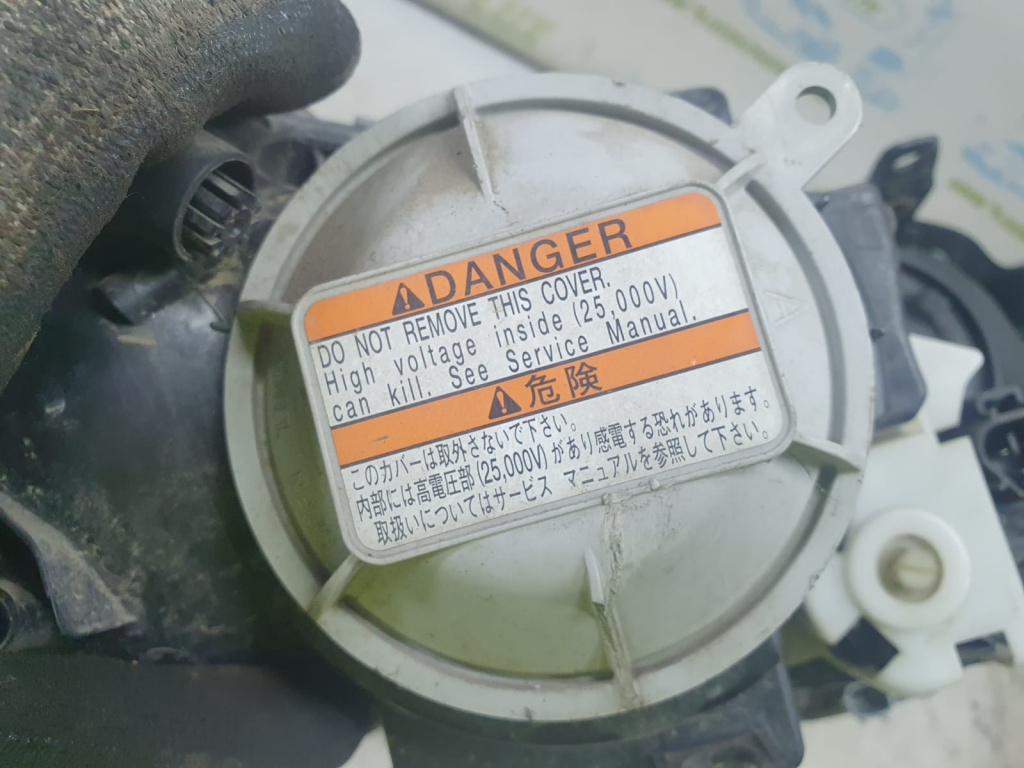 DANGER
DO NOT REMOVE THIS COVER.
High voltage inside (25,000V)
can kill. See Service Manual.
危険
このカバーは取外さないで下さい。
内部には高電圧部(25,000V)があり感電する恐れがあります。
取扱いについてはサービス マニュアルを参照して下さい。